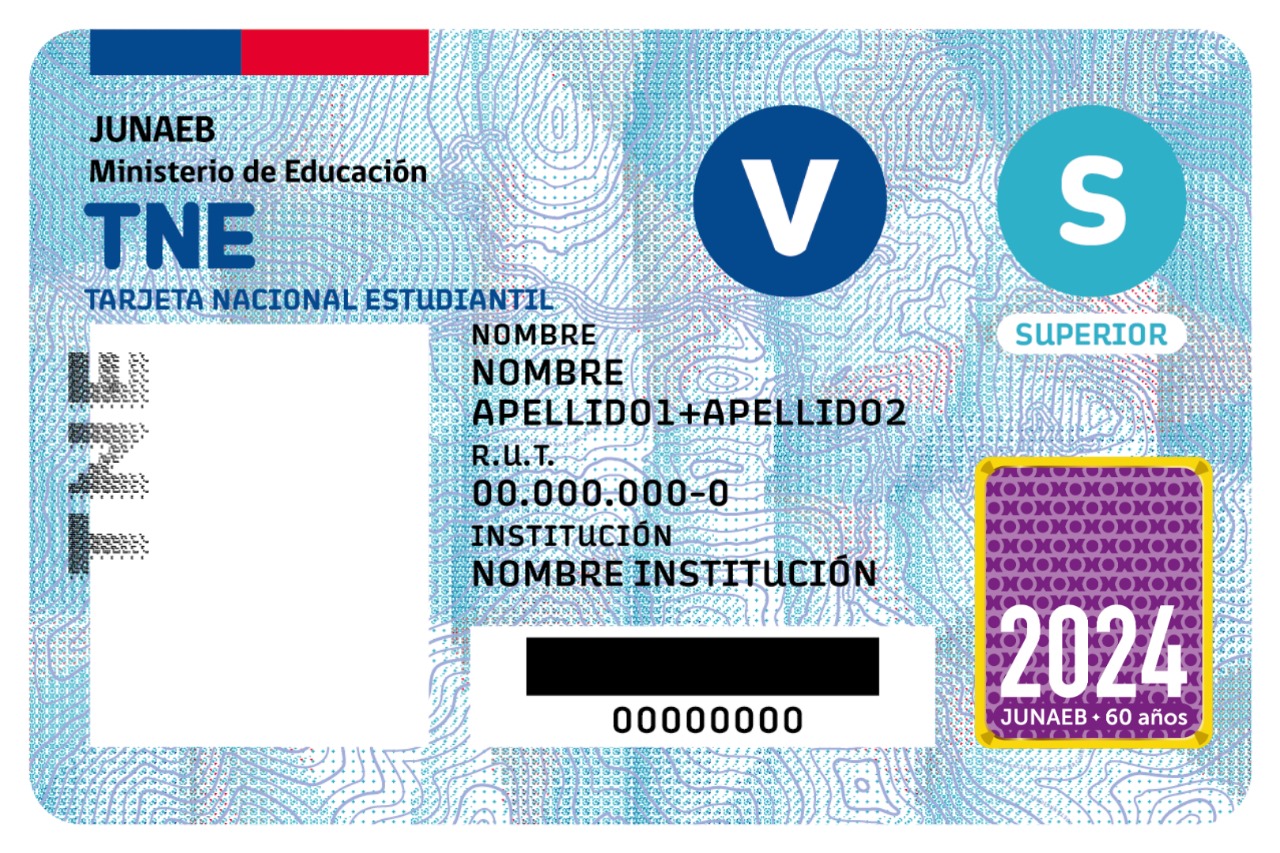 JUNAEB
Ministerio de Educación
TNE
TARJETA NACIONAL ESTUDIANTIL
V
S
SUPERIOR
TNE
NOMBRE
NOMBRE
APELLIDO1+APELLIDO2
R.U.T.
00.000.000-0
INSTITUCIÓN
NOMBRE INSTITUCIÓN
00000000
2024
JUNAEB + 60 años